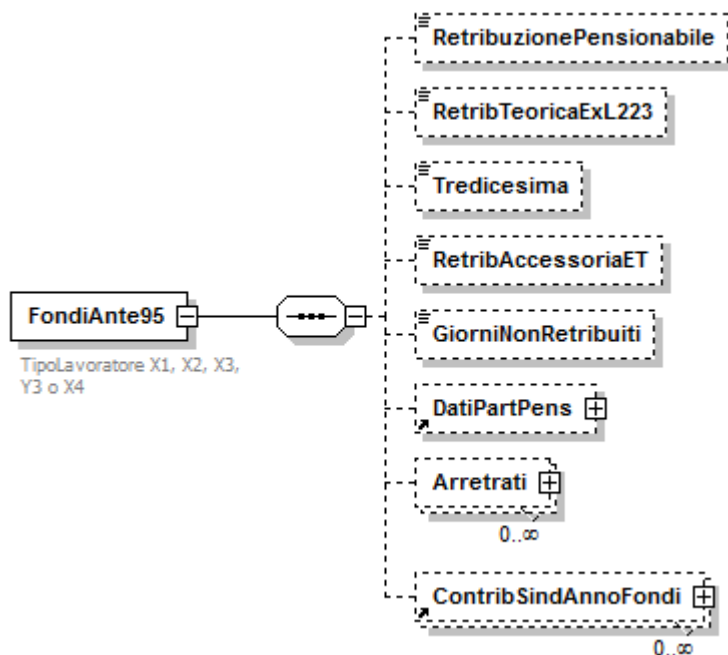 RetribuzionePensionabile
RetribTeoricaExL223
Tredicesima
RetribAccessoriaET
FondiAnte95
TipoLavoratore X1, X2, X3,
Y3 o X4
GiorniNonRetribuiti
DatiPartPens
Arretrati
0..∞
ContribSindAnnoFondi
0..∞